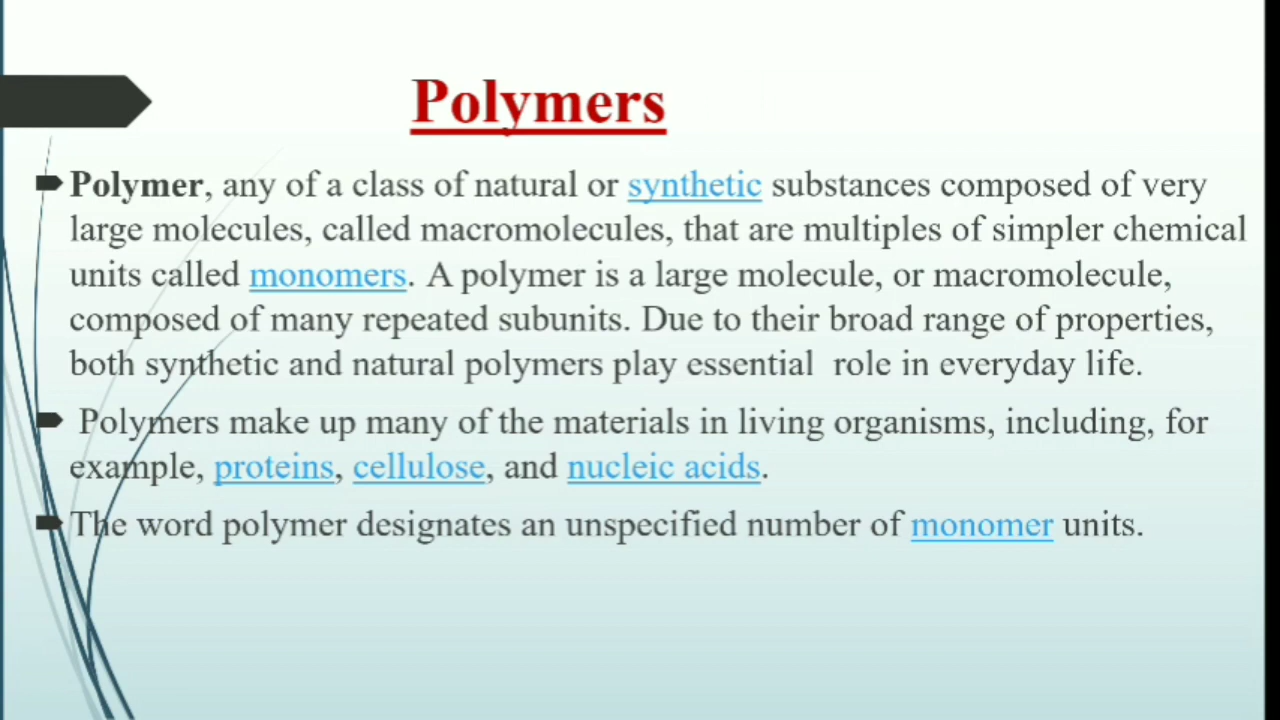 Polymers
Polymer, any of a class of natural or synthetic substances composed of very
large molecules, called macromolecules, that are multiples of simpler chemical
units called monomers. A polymer is a large molecule, or macromolecule,
composed of many repeated subunits. Due to their broad range of properties,
both synthetic and natural polymers play essential  role in everyday life.
Polymers make up many of the materials in living organisms, including, for
example, proteins, cellulose, and nucleic acids.
The word polymer designates an unspecified number of monomer units.